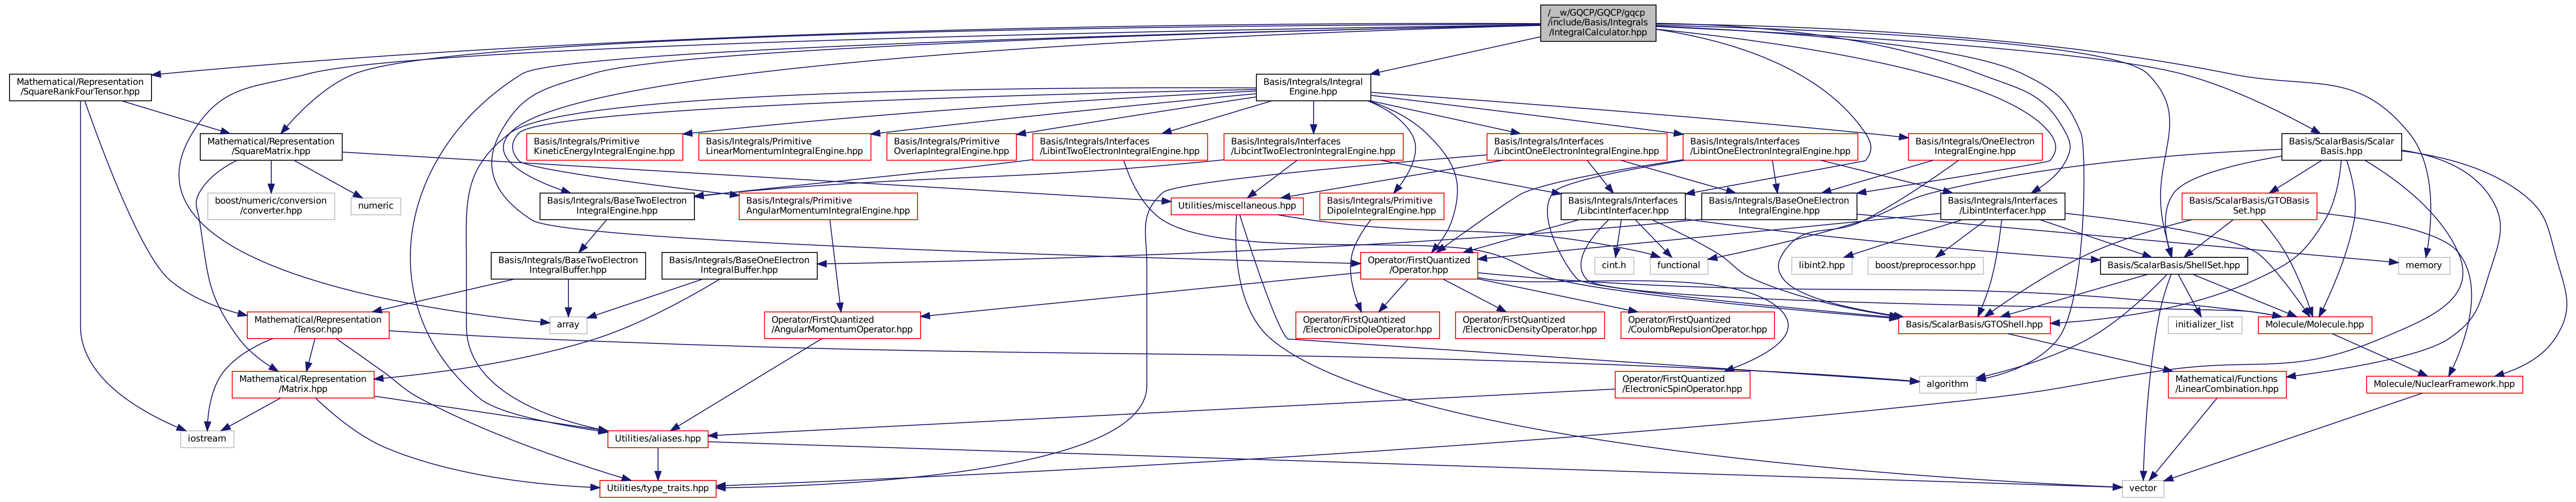 /__w/GQCP/GQCP/gqcp
/include/Basis/Integrals
/IntegralCalculator.hpp
Mathematical/Representation
/SquareRankFourTensor.hpp
Basis/Integrals/Integral
Engine.hpp
Mathematical/Representation
/SquareMatrix.hpp
Basis/Integrals/Primitive
KineticEnergyIntegralEngine.hpp
Basis/Integrals/Primitive
LinearMomentumIntegralEngine.hpp
Basis/Integrals/Primitive
OverlapIntegralEngine.hpp
Basis/Integrals/Interfaces
/LibintTwoElectronIntegralEngine.hpp
Basis/Integrals/Interfaces
/LibcintTwoElectronIntegralEngine.hpp
Basis/Integrals/Interfaces
/LibcintOneElectronIntegralEngine.hpp
Basis/Integrals/Interfaces
/LibintOneElectronIntegralEngine.hpp
Basis/Integrals/OneElectron
IntegralEngine.hpp
Basis/ScalarBasis/Scalar
Basis.hpp
boost/numeric/conversion
/converter.hpp
numeric
Basis/Integrals/BaseTwoElectron
IntegralEngine.hpp
Basis/Integrals/Primitive
AngularMomentumIntegralEngine.hpp
Utilities/miscellaneous.hpp
Basis/Integrals/Primitive
DipoleIntegralEngine.hpp
Basis/Integrals/Interfaces
/LibcintInterfacer.hpp
Basis/Integrals/BaseOneElectron
IntegralEngine.hpp
Basis/Integrals/Interfaces
/LibintInterfacer.hpp
Basis/ScalarBasis/GTOBasis
Set.hpp
Basis/Integrals/BaseTwoElectron
IntegralBuffer.hpp
Basis/Integrals/BaseOneElectron
IntegralBuffer.hpp
Operator/FirstQuantized
/Operator.hpp
cint.h
functional
libint2.hpp
boost/preprocessor.hpp
Basis/ScalarBasis/ShellSet.hpp
memory
Mathematical/Representation
/Tensor.hpp
array
Operator/FirstQuantized
/AngularMomentumOperator.hpp
Operator/FirstQuantized
/ElectronicDipoleOperator.hpp
Operator/FirstQuantized
/ElectronicDensityOperator.hpp
Operator/FirstQuantized
/CoulombRepulsionOperator.hpp
Basis/ScalarBasis/GTOShell.hpp
initializer_list
Molecule/Molecule.hpp
Mathematical/Representation
/Matrix.hpp
Operator/FirstQuantized
/ElectronicSpinOperator.hpp
algorithm
Mathematical/Functions
/LinearCombination.hpp
Molecule/NuclearFramework.hpp
iostream
Utilities/aliases.hpp
Utilities/type_traits.hpp
vector